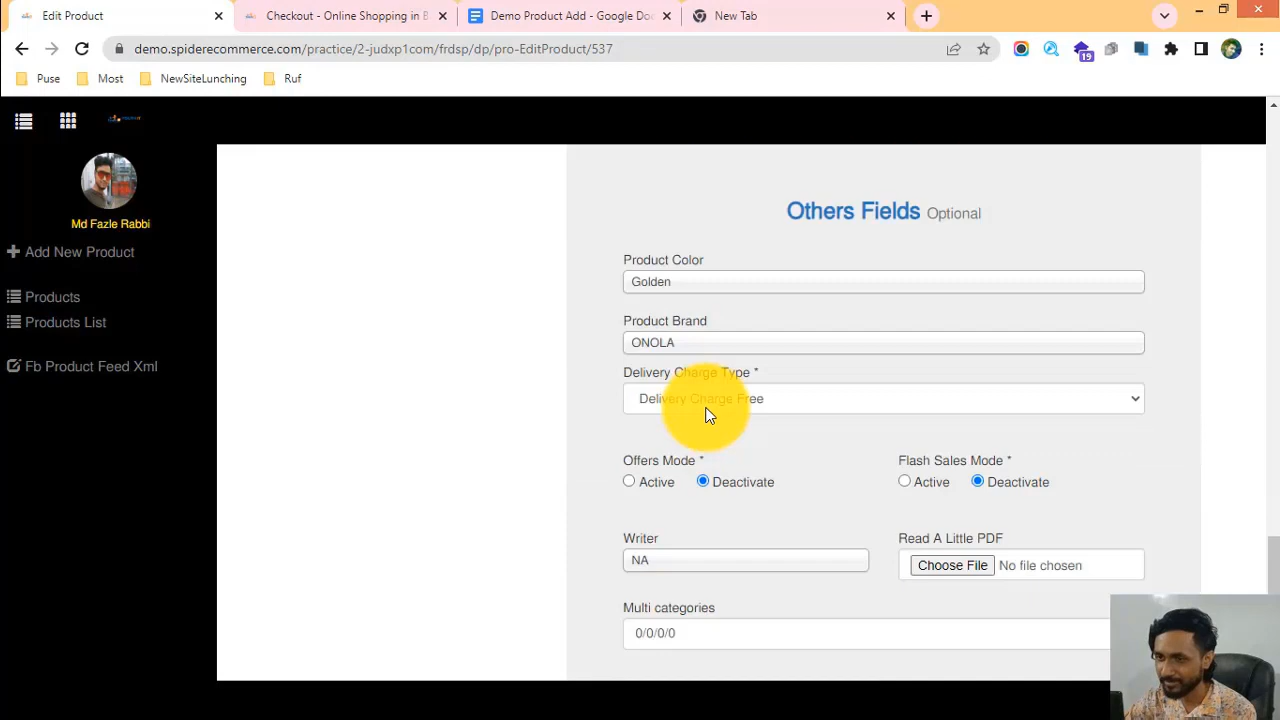 Edit Product
Checkout - Online Shopping in B
Demo Product Add - Google Do
New Tab
demo.spiderecommerce.com/practice/2-judxp1com/frdsp/dp/pro-EditProduct/537
19
Puse
Most
NewSiteLunching
Ruf
Md Fazle Rabbi
Add New Product
Products
Products List
Fb Product Feed Xml
Others Fields Optional
Product Color
Golden
Product Brand
ONOLA
Delivery Charge Type *
Delivery Charge Free
Offers Mode *
Active
Deactivate
Flash Sales Mode *
Active
Deactivate
Writer
NA
Read A Little PDF
Choose File No file chosen
Multi categories
0/0/0/0